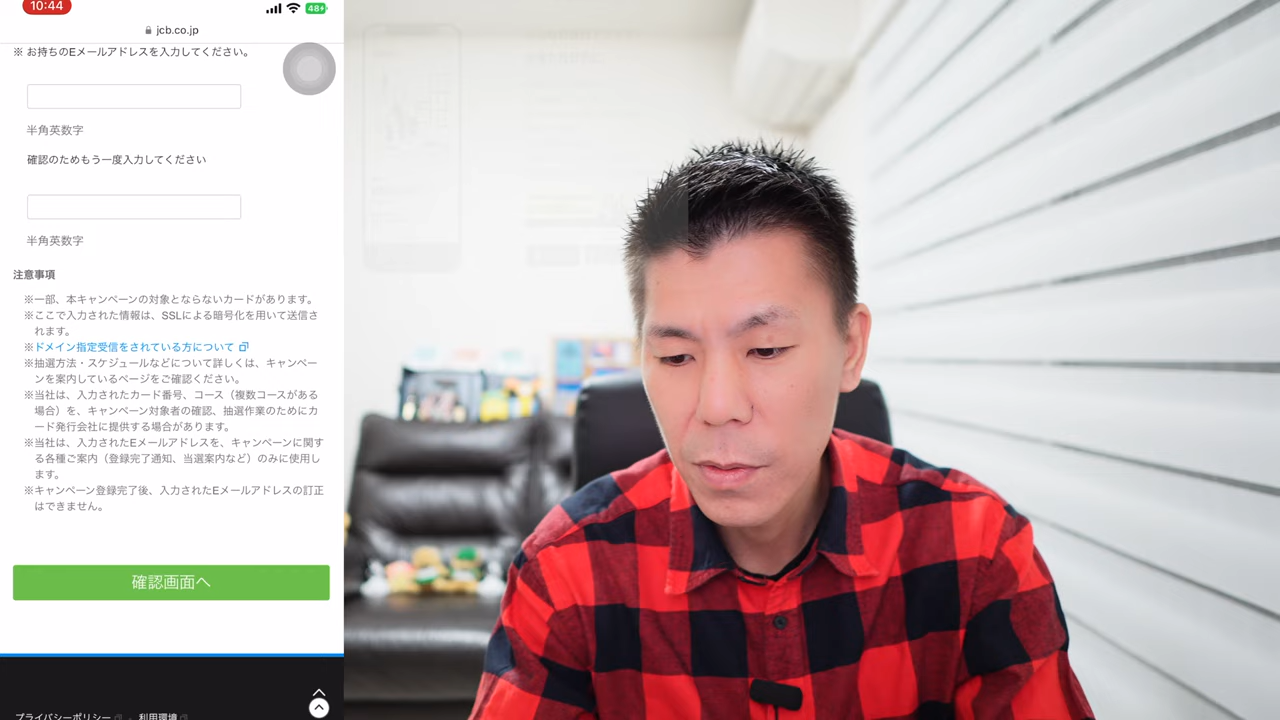 10:44
48
jcb.co.jp
※ お持ちのEメールアドレスを入力してください。
半角英数字
確認のためもう一度入力してください
半角英数字
注意事項
※一部、本キャンペーンの対象とならないカードがあります。
※ここで入力された情報は、SSLによる暗号化を用いて送信さ
れます。
※ドメイン指定受信をされている方について
※抽選方法・スケジュールなどについて詳しくは、キャンペー
ンを案内しているページをご確認ください。
※当社は、入力されたカード番号、コース（複数コースがある
場合）を、キャンペーン対象者の確認、抽選作業のためにカ
ード発行会社に提供する場合があります。
※当社は、入力されたEメールアドレスを、キャンペーンに関す
る各種ご案内（登録完了通知、当選案内など）のみに使用し
ます。
※キャンペーン登録完了後、入力されたEメールアドレスの訂正
はできません。
確認画面へ
プライバシーポリシー
利用環境